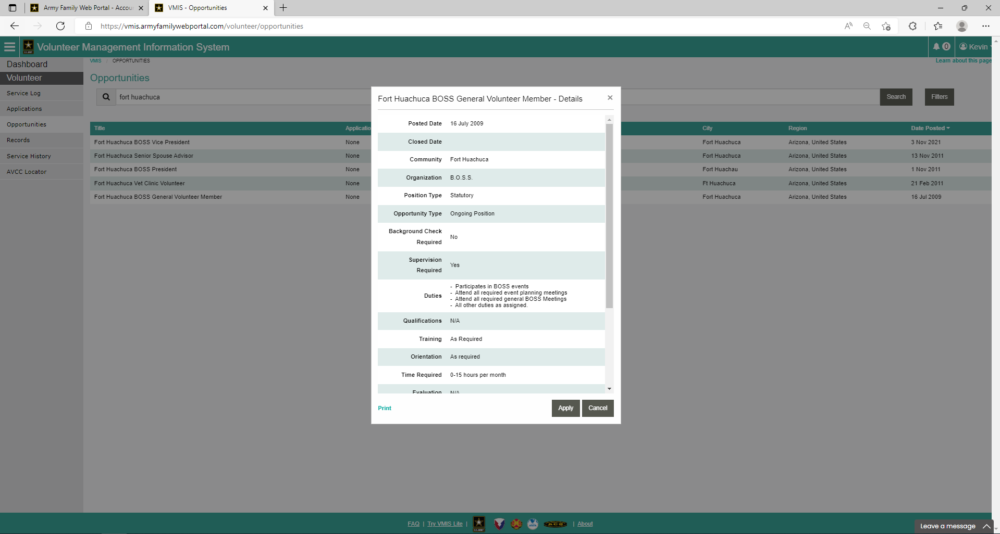 Army Family Web Portal - Accou
VMIS - Opportunities
https://vmis.armyfamilywebportal.com/volunteer/opportunities
Volunteer Management Information System
0
Kevin
Dashboard
VMIS / OPPORTUNITIES
Learn about this page
Volunteer
Opportunities
Service Log
fort huachuca
Search
Filters
Applications
Opportunities
Records
Service History
AVCC Locator
Title Applicatio City Region Date Posted
Fort Huachuca BOSS Vice President None Fort Huachuca Arizona, United States 3 Nov 2021
Fort Huachuca Senior Spouse Advisor None Fort Huachuca Arizona, United States 13 Nov 2011
Fort Huachuca BOSS President None Fort Huachau Arizona, United States 1 Nov 2011
Fort Huachuca Vet Clinic Volunteer None Ft Huachuca Arizona, United States 21 Feb 2011
Fort Huachuca BOSS General Volunteer Member None Fort Huachuca Arizona, United States 16 Jul 2009
Fort Huachuca BOSS General Volunteer Member - Details
Posted Date 16 July 2009
Closed Date
Community Fort Huachuca
Organization B.O.S.S.
Position Type Statutory
Opportunity Type Ongoing Position
Background Check
Required No
Supervision
Required Yes
Duties
- Participates in BOSS events
- Attend all required event planning meetings
- Attend all required general BOSS Meetings
- All other duties as assigned.
Qualifications N/A
Training As Required
Orientation As required
Time Required 0-15 hours per month
Evaluation N/A
Print
Apply
Cancel
FAQ | Try VMIS Lite | | About
Leave a message